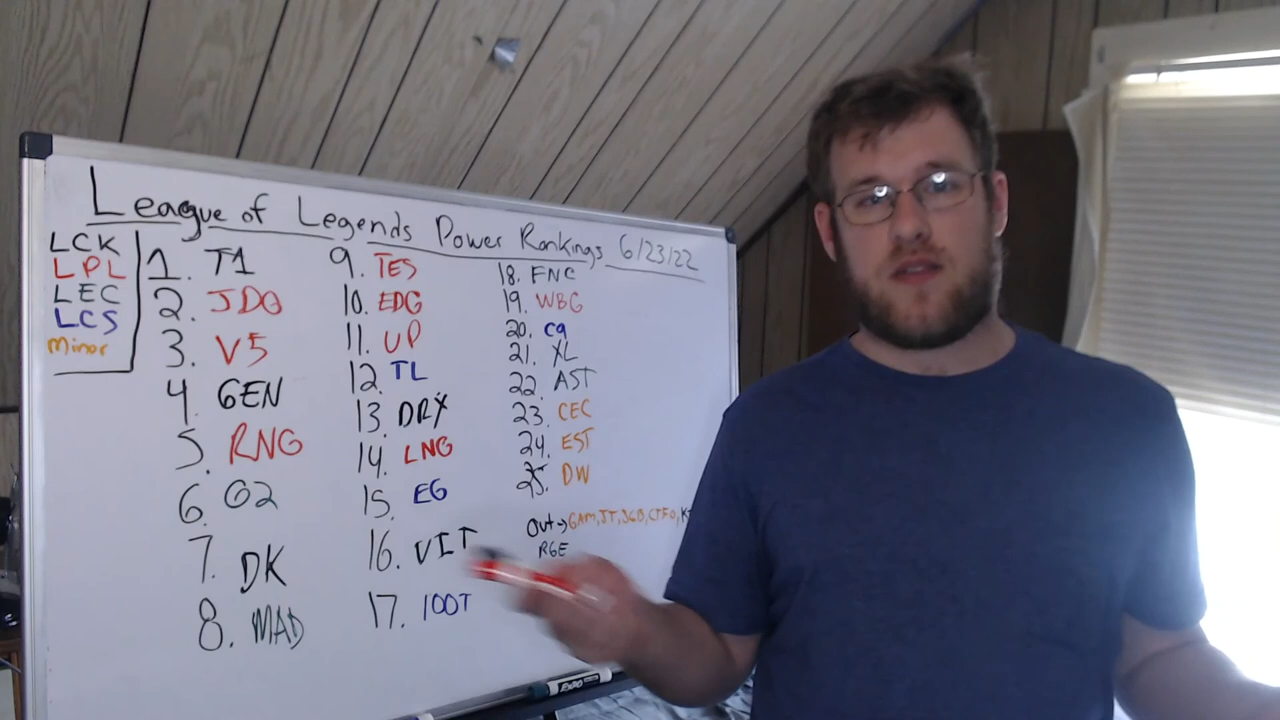 League of Legends Power Rankings 6/23/22
LCK
LPL
LEC
LCS
Minor
1. T1
2. JDG
3. V5
4. GEN
5. RNG
6. G2
7. DK
8. MAD
9. TES
10. EDG
11. UP
12. TL
13. DRX
14. LNG
15. EG
16. VIT
17. 100T
18. FNC
19. WBG
20. C9
21. XL
22. AST
23. CEC
24. EST
25. DW
Out → GAM, JT, DGB, CTFO,
RGE
EXPO